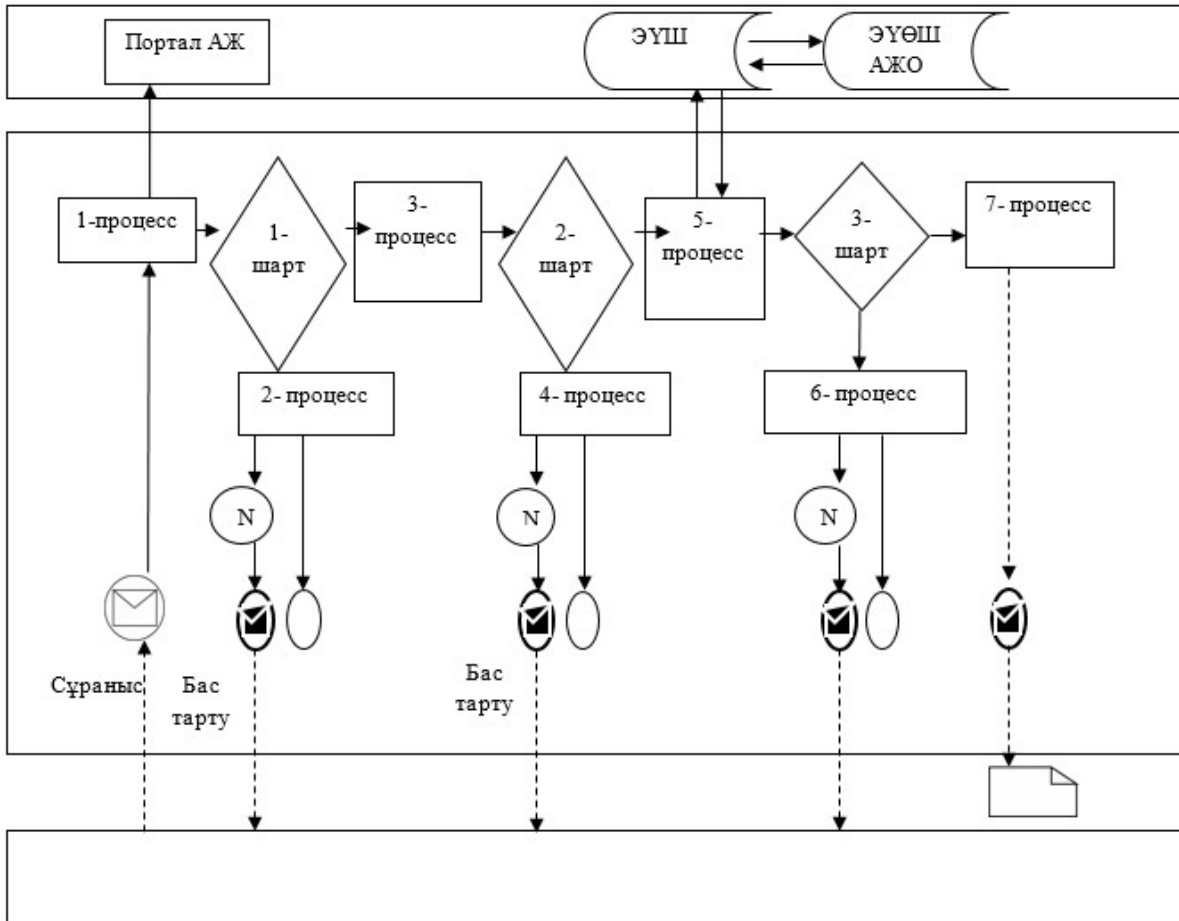 Портал АЖ
ЭҮШ
ЭҮӨШ
АЖО
1-процесс
1-
шарт
3-
процесс
2-
шарт
5-
процесс
3-
шарт
7- процесс
2- процесс
4- процесс
6- процесс
N
N
N
Сұраныс
Бас
тарту
Бас
тарту